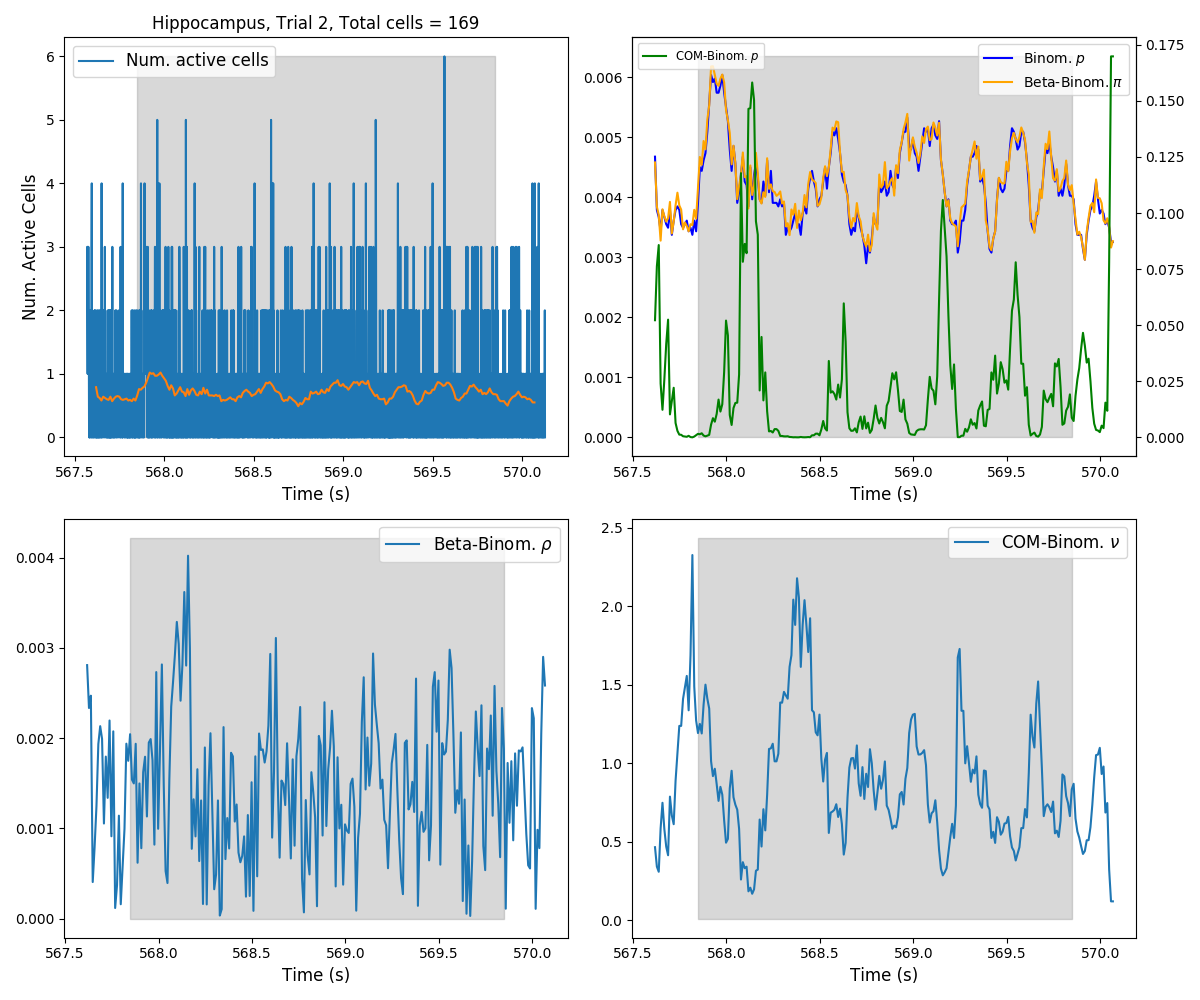 Hippocampus, Trial 2, Total cells = 169
Num. active cells
Num. Active Cells
6
5
4
3
2
1
0
567.5 568.0 568.5 569.0 569.5 570.0
Time (s)
COM-Binom. p
Binom. p
Beta-Binom. π
0.006
0.005
0.004
0.003
0.002
0.001
0.000
0.175
0.150
0.125
0.100
0.075
0.050
0.025
0.000
567.5 568.0 568.5 569.0 569.5 570.0
Time (s)
Beta-Binom. ρ
0.004
0.003
0.002
0.001
0.000
567.5 568.0 568.5 569.0 569.5 570.0
Time (s)
COM-Binom. ν
2.5
2.0
1.5
1.0
0.5
0.0
567.5 568.0 568.5 569.0 569.5 570.0
Time (s)